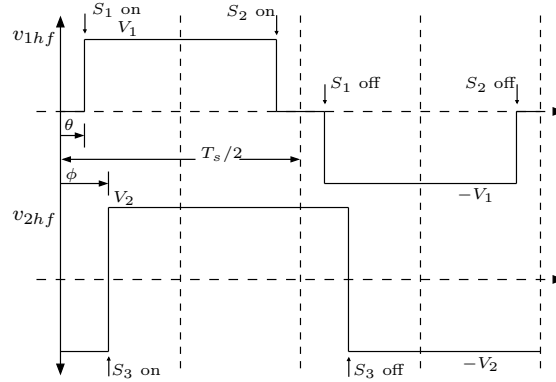 S₁ on
S₂ on
v₁hf
V₁
S₁ off
S₂ off
θ
Tₛ/2
ϕ
−V₁
V₂
v₂hf
S₃ on
S₃ off
−V₂